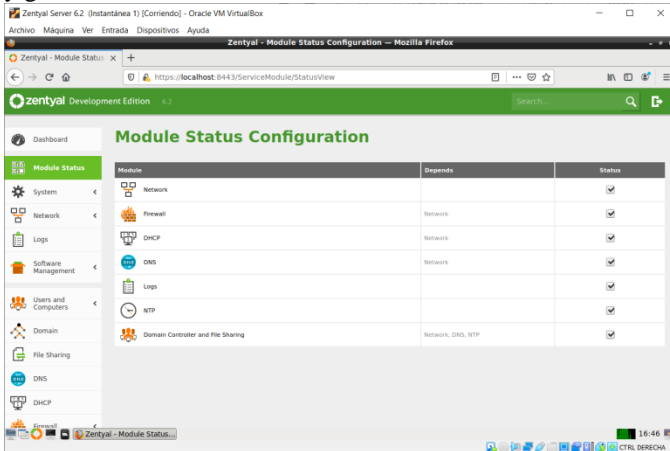 Zentyal Server 6.2 (Instantánea 1) [Corriendo] - Oracle VM VirtualBox
Archivo Máquina Ver Entrada Dispositivos Ayuda
Zentyal - Module Status Configuration — Mozilla Firefox
Zentyal - Module Status
https://localhost:8443/ServiceModule/StatusView
zentyal Development Edition 6.2
Search...
Dashboard
Module Status Configuration
Module Status
Module Depends Status
System
Network
Firewall Network
Network
DHCP Network
Logs
DNS Network
Software Management
Logs
NTP
Users and Computers
Domain Controller and File Sharing Network, DNS, NTP
Domain
File Sharing
DNS
DHCP
Firewall
Zentyal - Module Status...
16:46
CTRL DERECHA